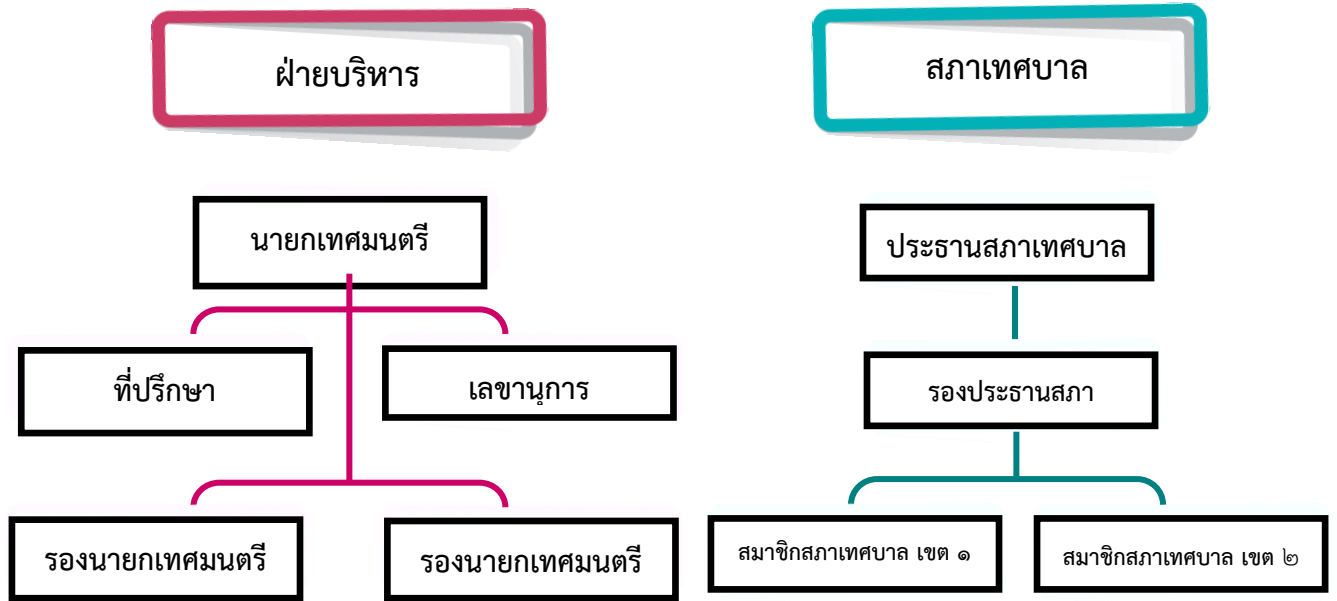 ฝ่ายบริหาร
สภาเทศบาล
นายกเทศมนตรี
ประธานสภาเทศบาล
ที่ปรึกษา
เลขานุการ
รองประธานสภา
รองนายกเทศมนตรี
รองนายกเทศมนตรี
สมาชิกสภาเทศบาล เขต ๑
สมาชิกสภาเทศบาล เขต ๒